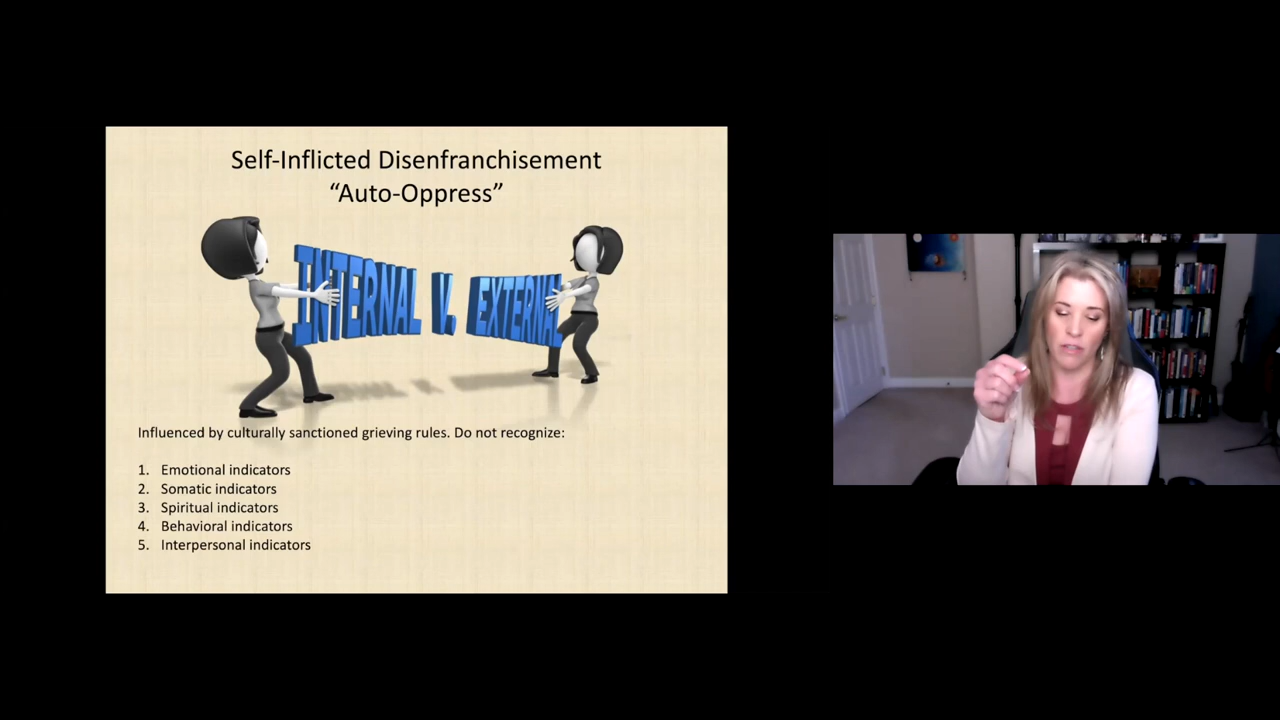 Self-Inflicted Disenfranchisement
“Auto-Oppress”
INTERNAL V. EXTERNAL
Influenced by culturally sanctioned grieving rules. Do not recognize:
1. Emotional indicators
2. Somatic indicators
3. Spiritual indicators
4. Behavioral indicators
5. Interpersonal indicators